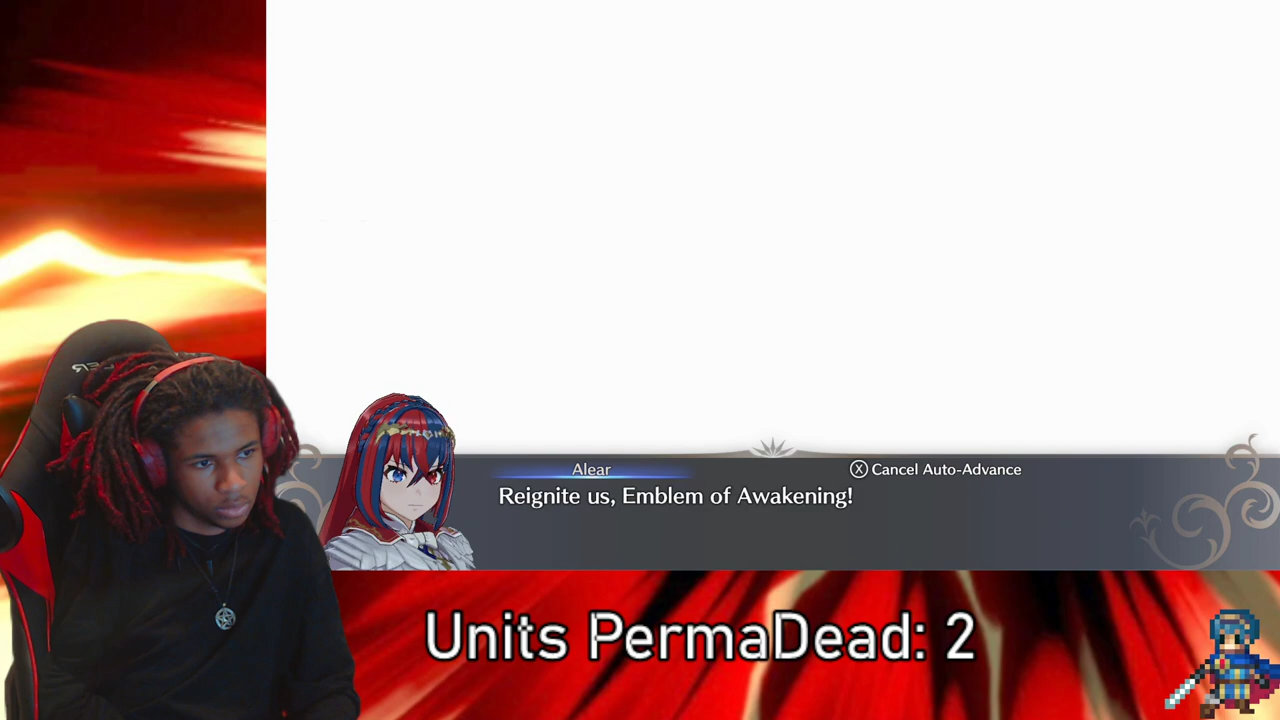 Alear
Ⓧ Cancel Auto-Advance
Reignite us, Emblem of Awakening!
Units PermaDead: 2